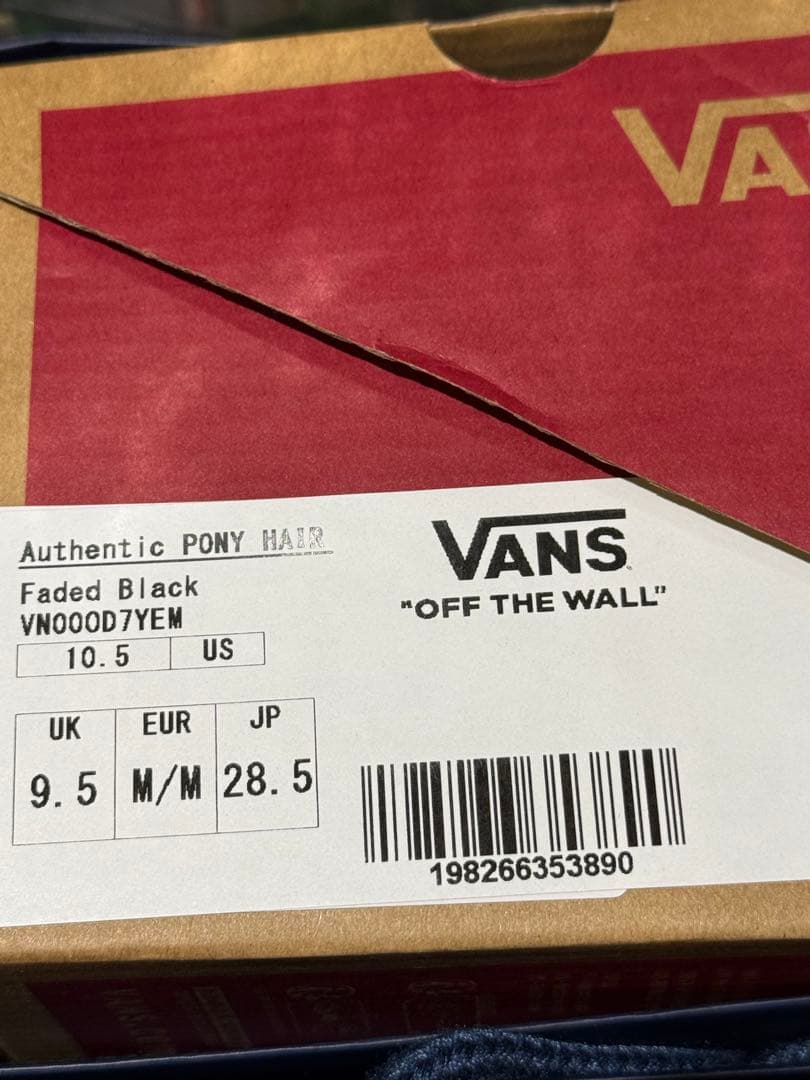 VA
Authentic PONY HAIR
Faded Black
VN000D7YEM
10.5 US
VANS
"OFF THE WALL"
UK EUR JP
9.5 M/M 28.5
198266353890